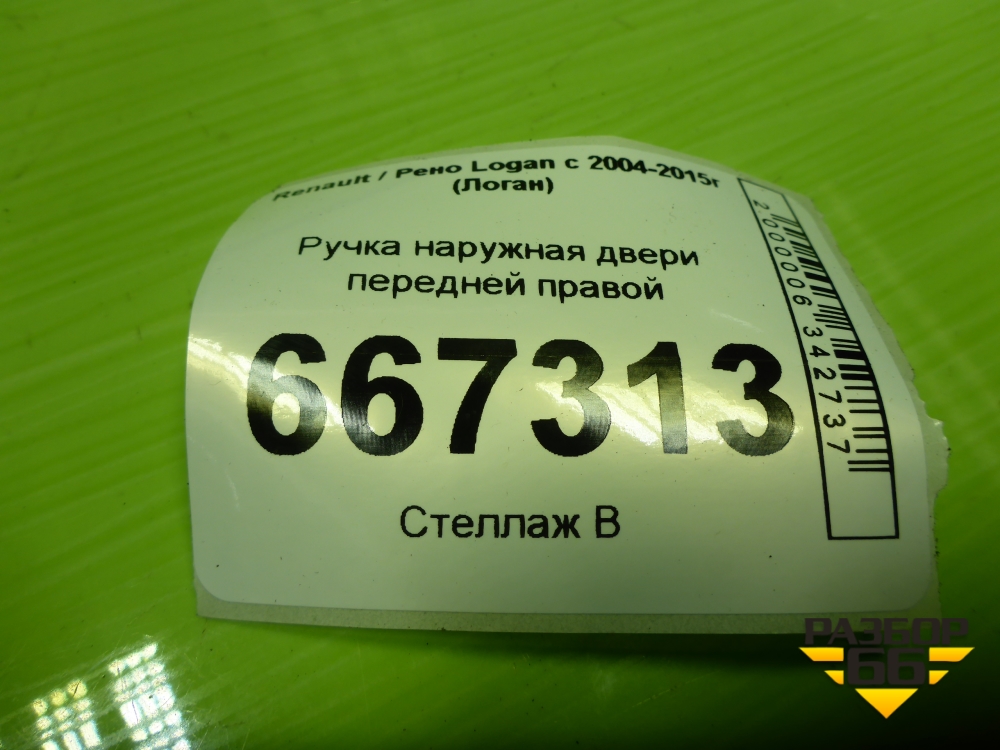 Renault / Рено Logan с 2004-2015г
(Логан)
Ручка наружная двери
передней правой
667313
Стеллаж В
2000006342737
РАЗБОР
66